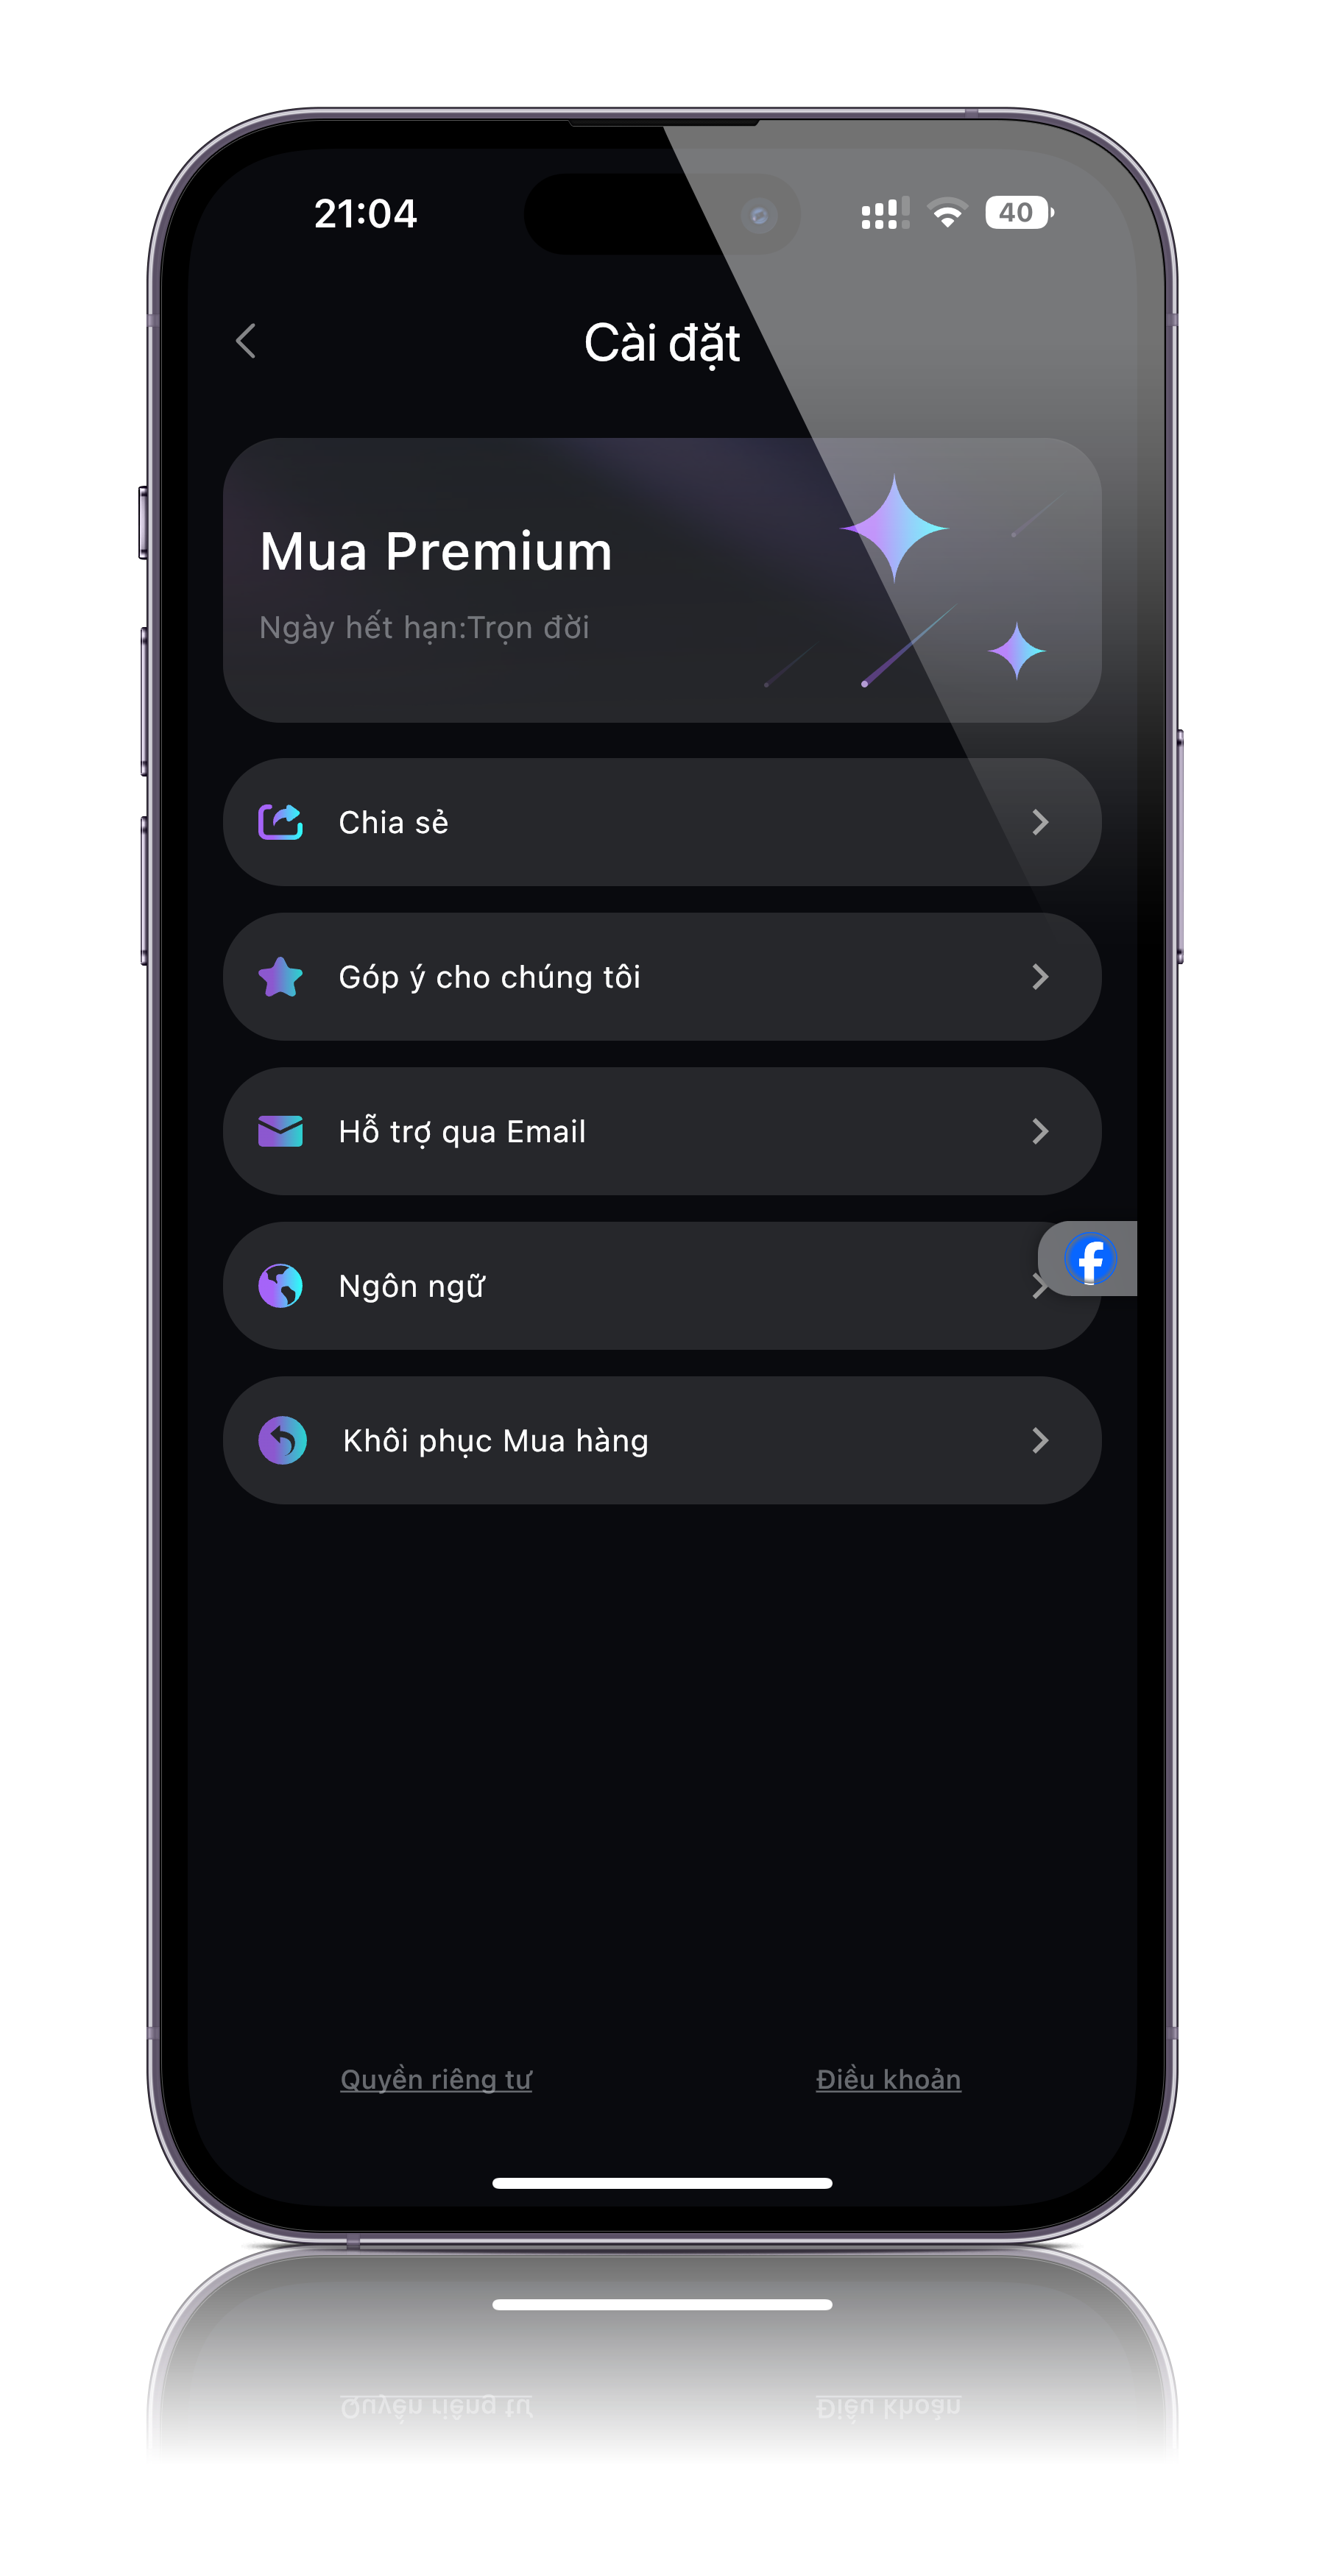 21:04
40
Cài đặt
Mua Premium
Ngày hết hạn:Trọn đời
Chia sẻ
Góp ý cho chúng tôi
Hỗ trợ qua Email
Ngôn ngữ
Khôi phục Mua hàng
Quyền riêng tư Điều khoản